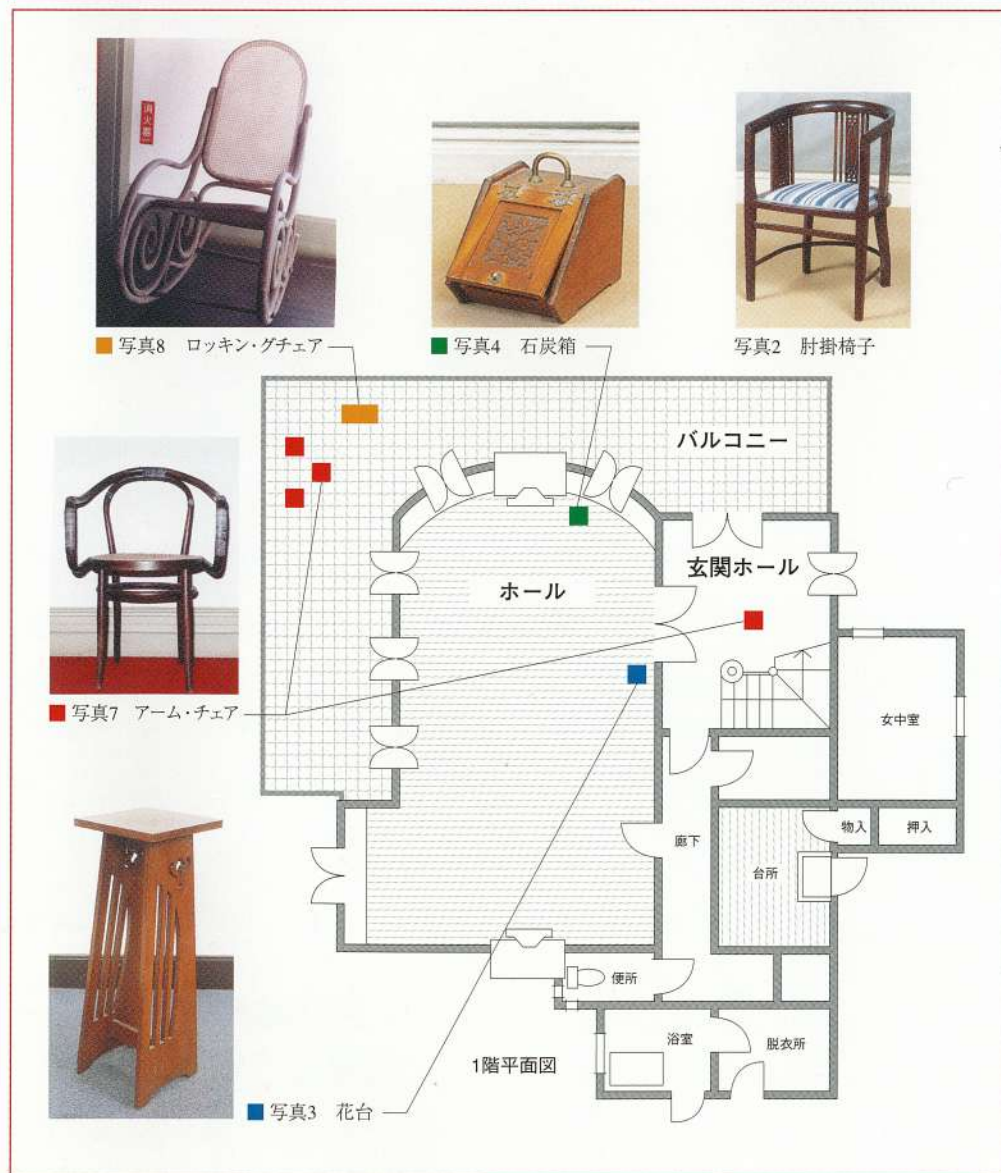 消火器
■ 写真8 ロッキン・グチェア
■ 写真4 石炭箱
写真2 肘掛椅子
バルコニー
玄関ホール
ホール
■ 写真7 アーム・チェア
女中室
物入
押入
廊下
台所
便所
浴室
脱衣所
1階平面図
■ 写真3 花台